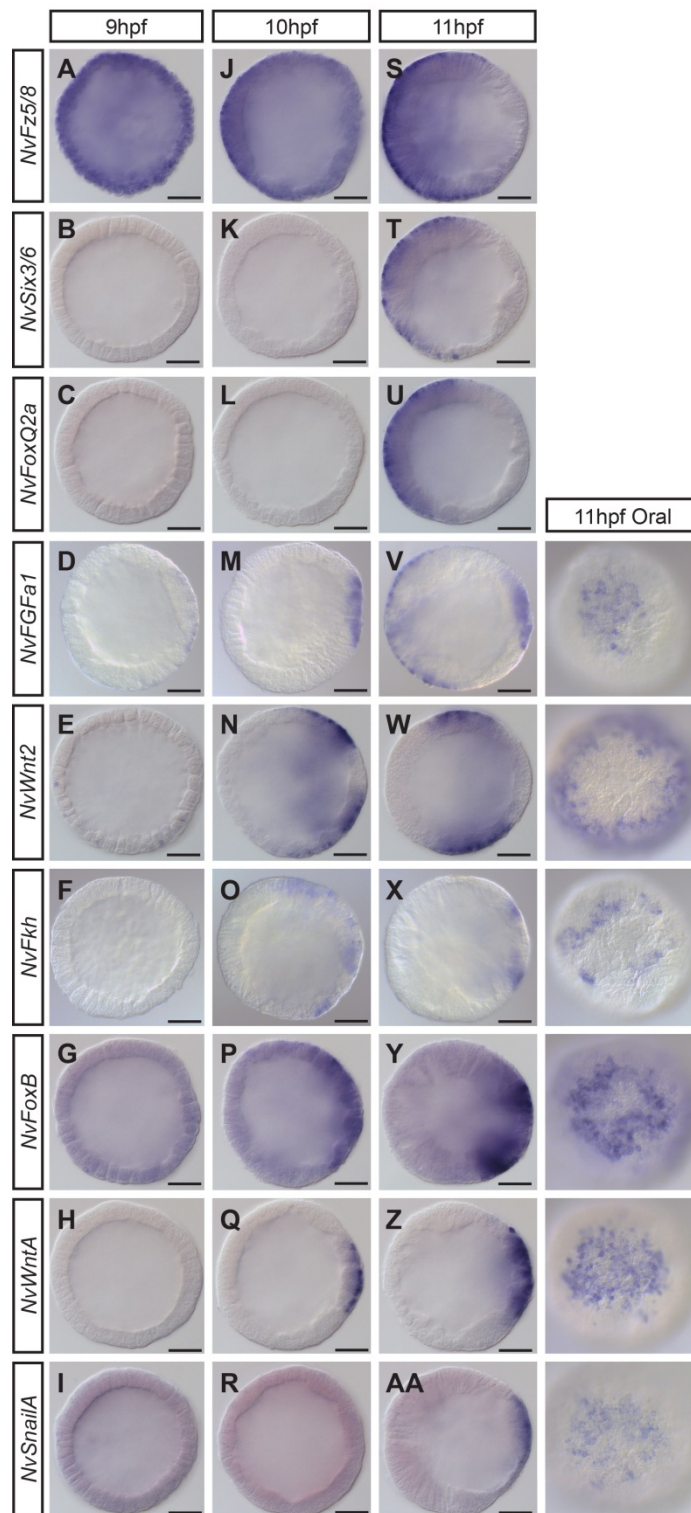 9hpf 10hpf 11hpf
NvFz5/8 A J S
NvSix3/6 B K T
NvFoxQ2a C L U
11hpf Oral
NvFGFa1 D M V
NvWnt2 E N W
NvFkh F O X
NvFoxB G P Y
NvWntA H Q Z
NvSnailA I R AA